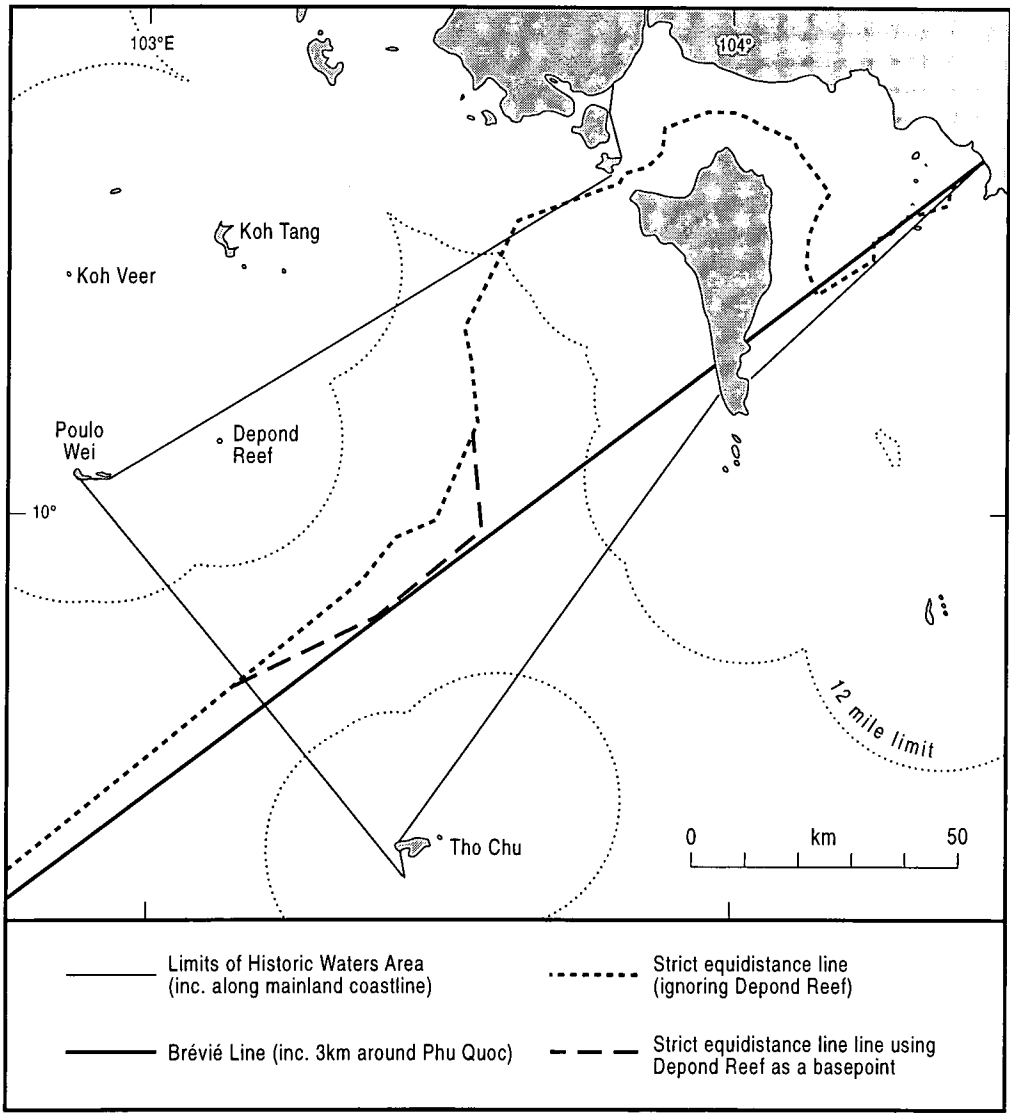 103°E
104°
Koh Tang
Koh Veer
Poulo
Wei
Depond
Reef
10°
12 mile limit
Tho Chu
0 km 50
Limits of Historic Waters Area
(inc. along mainland coastline)
Strict equidistance line
(ignoring Depond Reef)
Brévié Line (inc. 3km around Phu Quoc)
Strict equidistance line line using
Depond Reef as a basepoint